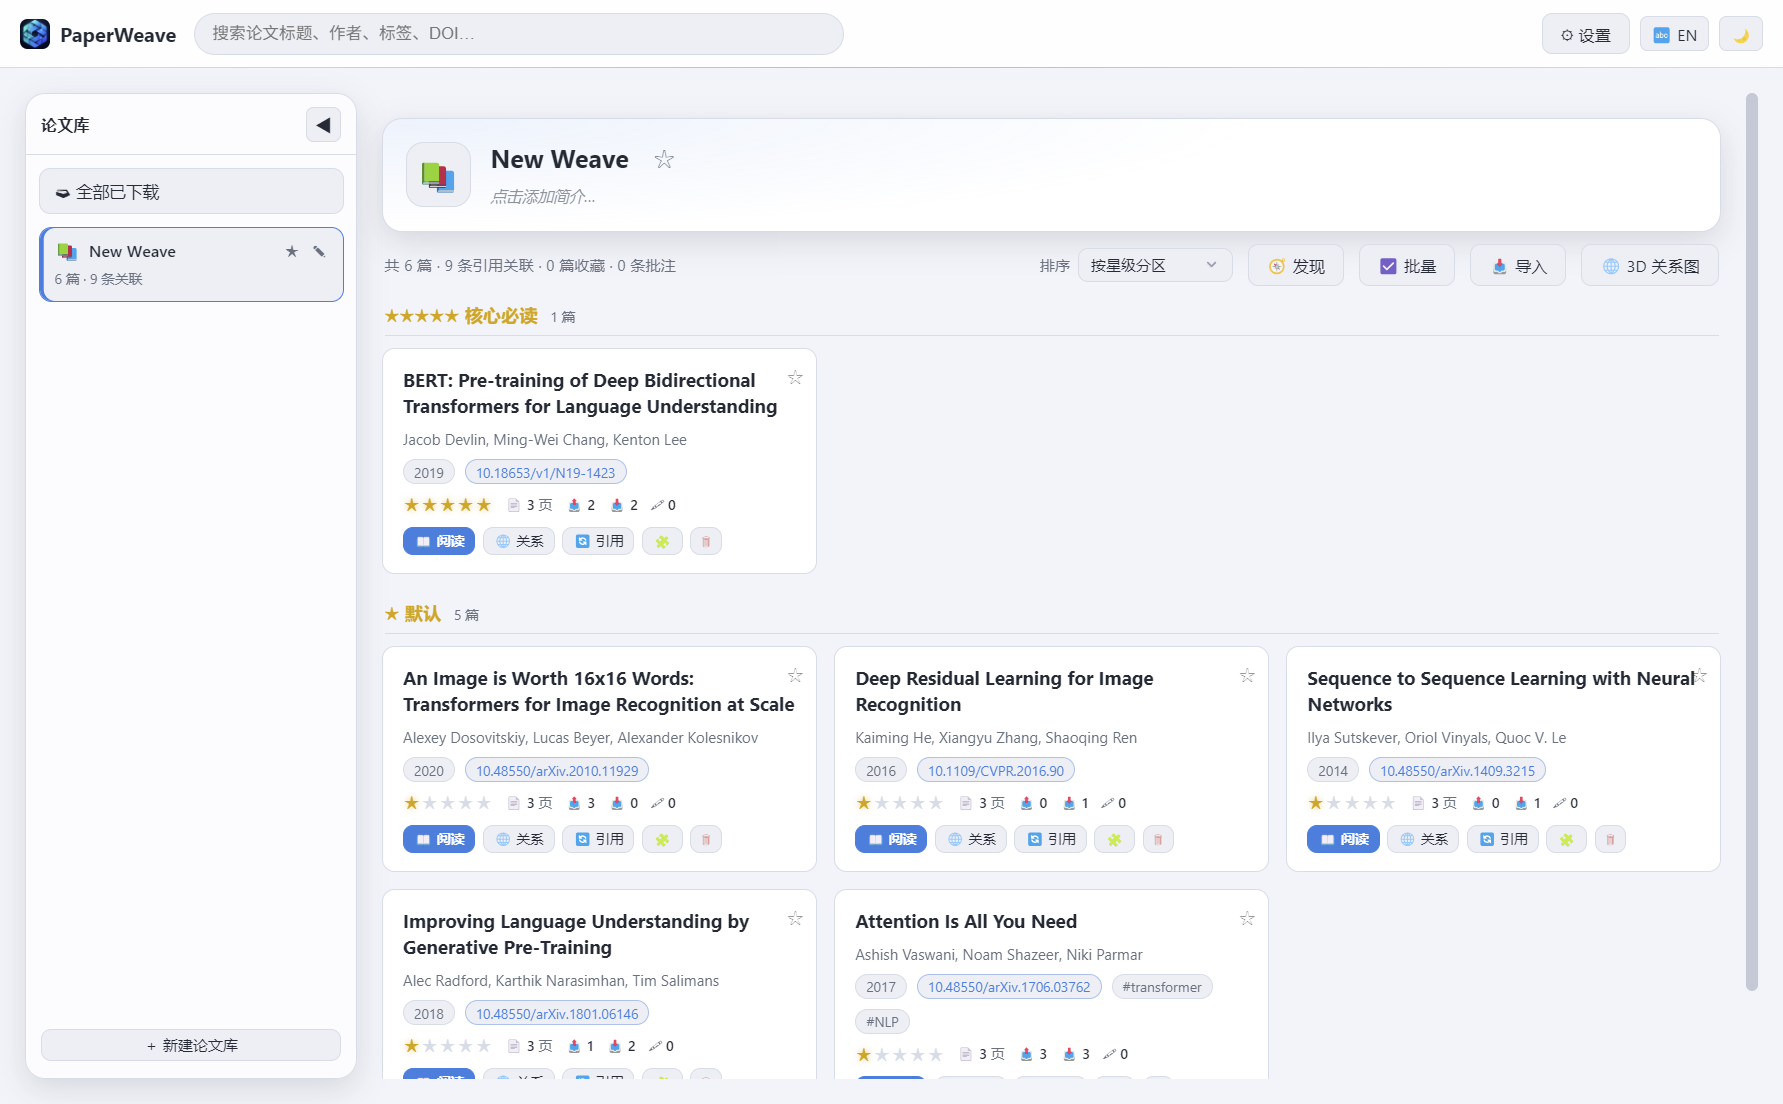 PaperWeave
搜索论文标题、作者、标签、DOI...
设置
EN
论文库
全部已下载
New Weave
6 篇 · 9 条关联
+ 新建论文库
New Weave
点击添加简介...
共 6 篇 · 9 条引用关联 · 0 篇收藏 · 0 条批注
排序
按星级分区
发现
批量
导入
3D 关系图
★★★★★ 核心必读 1 篇
BERT: Pre-training of Deep Bidirectional
Transformers for Language Understanding
Jacob Devlin, Ming-Wei Chang, Kenton Lee
2019 10.18653/v1/N19-1423
3 页 2 2 0
阅读 关系 引用
★ 默认 5 篇
An Image is Worth 16x16 Words:
Transformers for Image Recognition at Scale
Alexey Dosovitskiy, Lucas Beyer, Alexander Kolesnikov
2020 10.48550/arXiv.2010.11929
3 页 3 0 0
阅读 关系 引用
Deep Residual Learning for Image
Recognition
Kaiming He, Xiangyu Zhang, Shaoqing Ren
2016 10.1109/CVPR.2016.90
3 页 0 1 0
阅读 关系 引用
Sequence to Sequence Learning with Neural
Networks
Ilya Sutskever, Oriol Vinyals, Quoc V. Le
2014 10.48550/arXiv.1409.3215
3 页 0 1 0
阅读 关系 引用
Improving Language Understanding by
Generative Pre-Training
Alec Radford, Karthik Narasimhan, Tim Salimans
2018 10.48550/arXiv.1801.06146
3 页 1 2 0
阅读 关系 引用
Attention Is All You Need
Ashish Vaswani, Noam Shazeer, Niki Parmar
2017 10.48550/arXiv.1706.03762 #transformer
#NLP
3 页 3 3 0